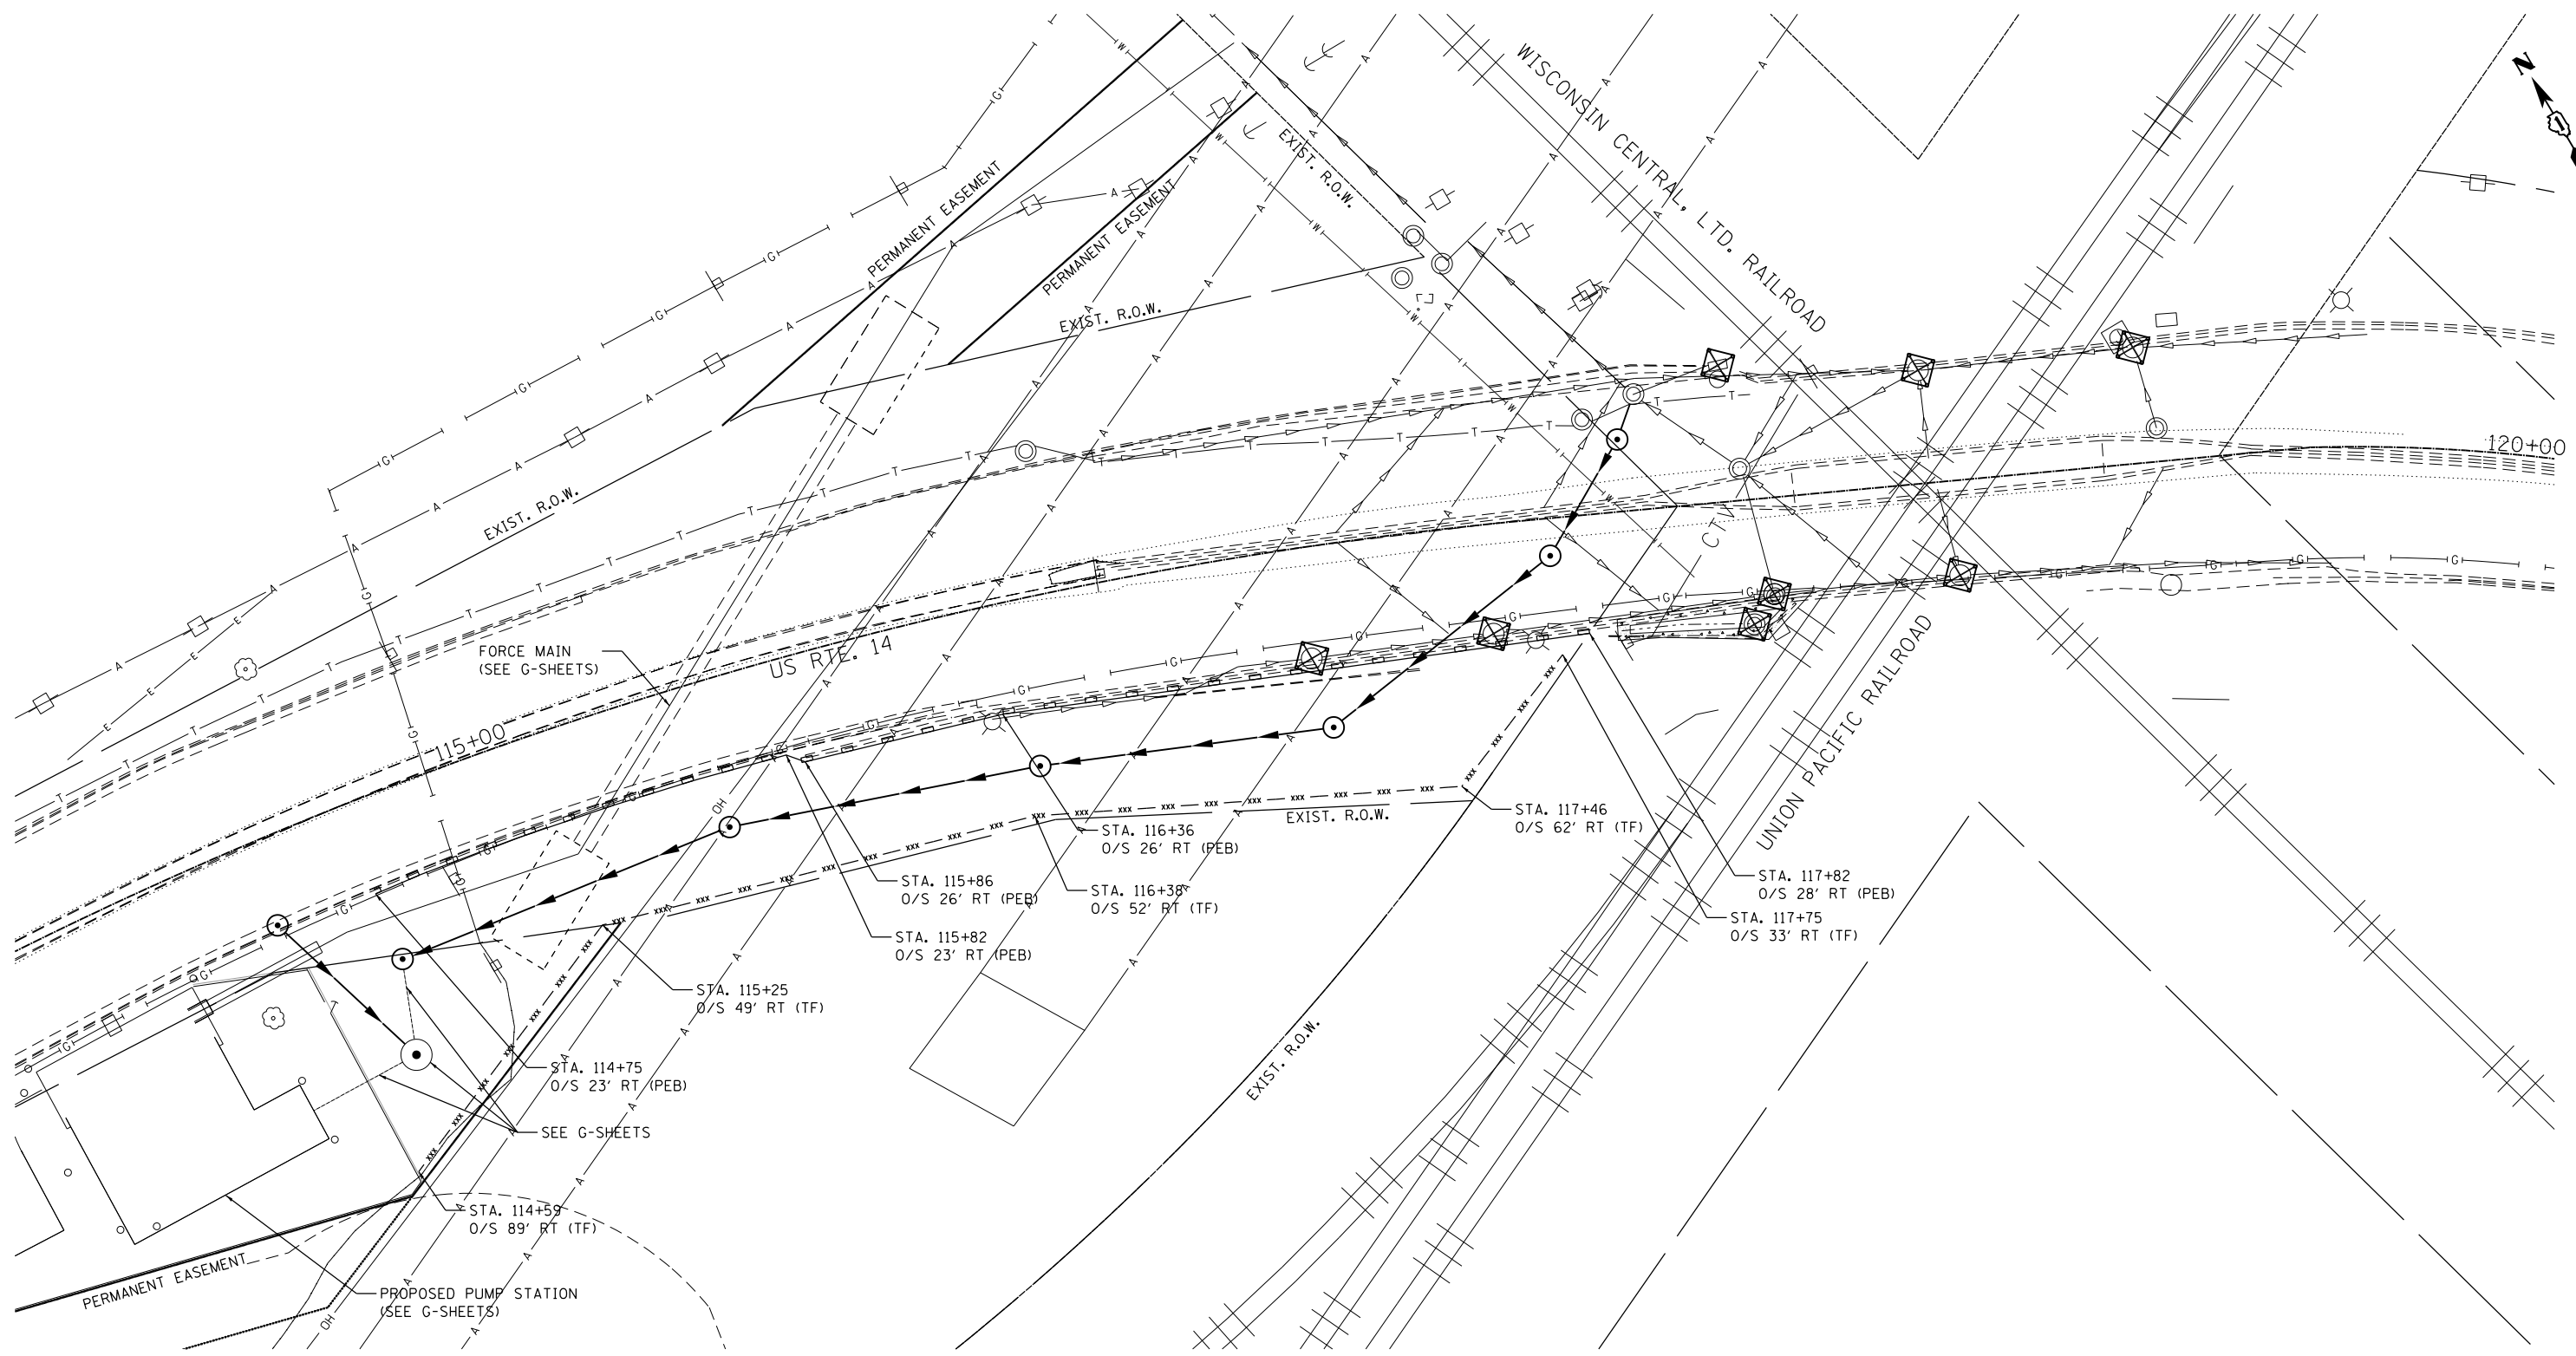 N
WISCONSIN CENTRAL, LTD. RAILROAD
PERMANENT EASEMENT
PERMANENT EASEMENT
EXIST. R.O.W.
EXIST. R.O.W.
EXIST. R.O.W.
120+00
CTV
FORCE MAIN
(SEE G-SHEETS)
US RTE. 14
115+00
UNION PACIFIC RAILROAD
OH
EXIST. R.O.W.
STA. 117+46
O/S 62' RT (TF)
STA. 116+36
O/S 26' RT (PEB)
STA. 115+86
O/S 26' RT (PEB)
STA. 116+38
O/S 52' RT (TF)
STA. 117+82
O/S 28' RT (PEB)
STA. 117+75
O/S 33' RT (TF)
STA. 115+82
O/S 23' RT (PEB)
STA. 115+25
O/S 49' RT (TF)
EXIST. R.O.W.
STA. 114+75
O/S 23' RT (PEB)
SEE G-SHEETS
STA. 114+59
O/S 89' RT (TF)
PERMANENT EASEMENT
PROPOSED PUMP STATION
(SEE G-SHEETS)
OH